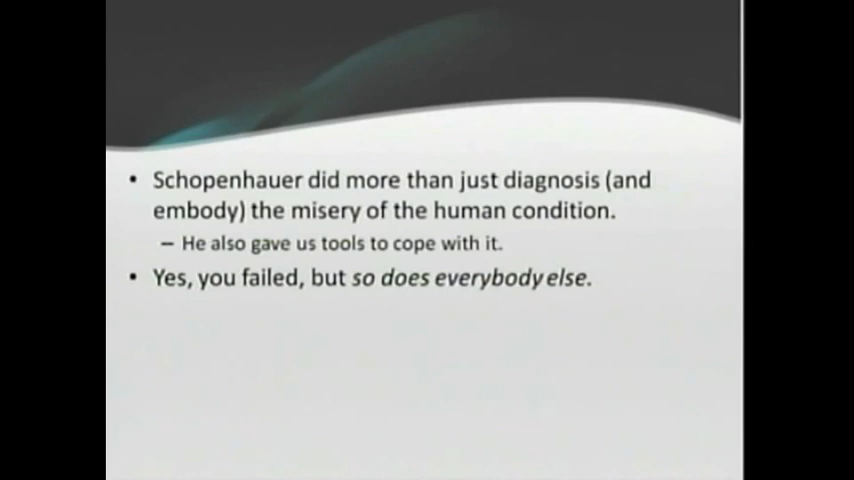 • Schopenhauer did more than just diagnosis (and
embody) the misery of the human condition.
– He also gave us tools to cope with it.
• Yes, you failed, but so does everybody else.